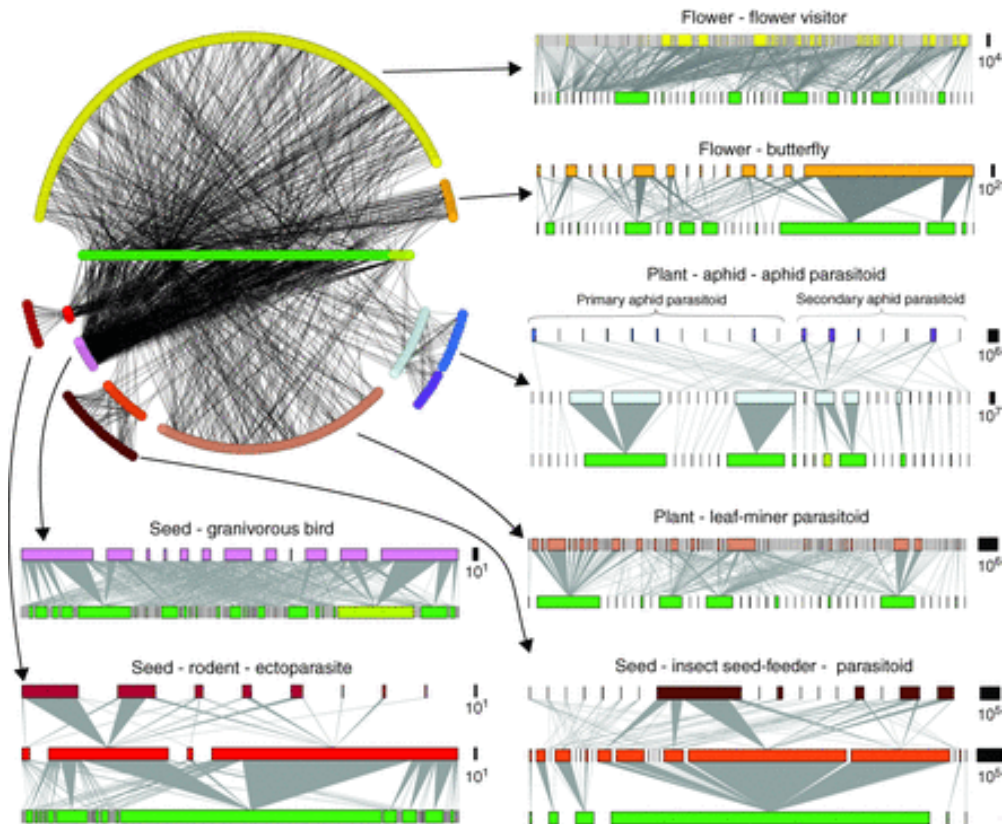 Flower - flower visitor
10⁴
Flower - butterfly
10²
Plant - aphid - aphid parasitoid
Primary aphid parasitoid
Secondary aphid parasitoid
10⁶
10⁷
Seed - granivorous bird
10¹
Plant - leaf-miner parasitoid
10⁶
Seed - rodent - ectoparasite
10¹
10¹
Seed - insect seed-feeder - parasitoid
10⁵
10⁵